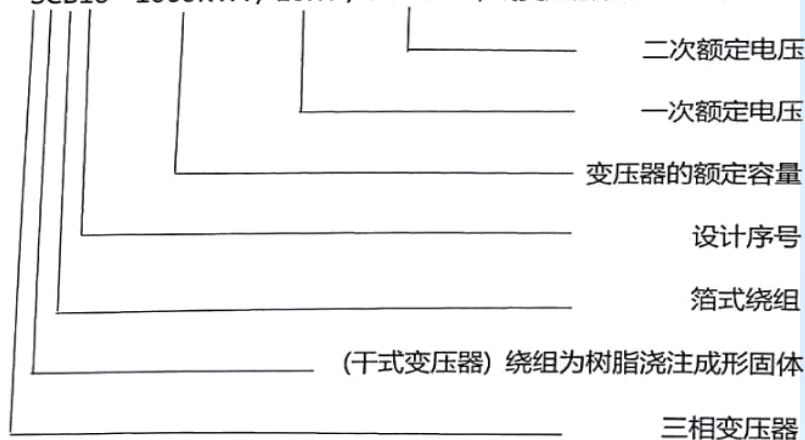 二次额定电压
一次额定电压
变压器的额定容量
设计序号
箔式绕组
(干式变压器) 绕组为树脂浇注成形固体
三相变压器